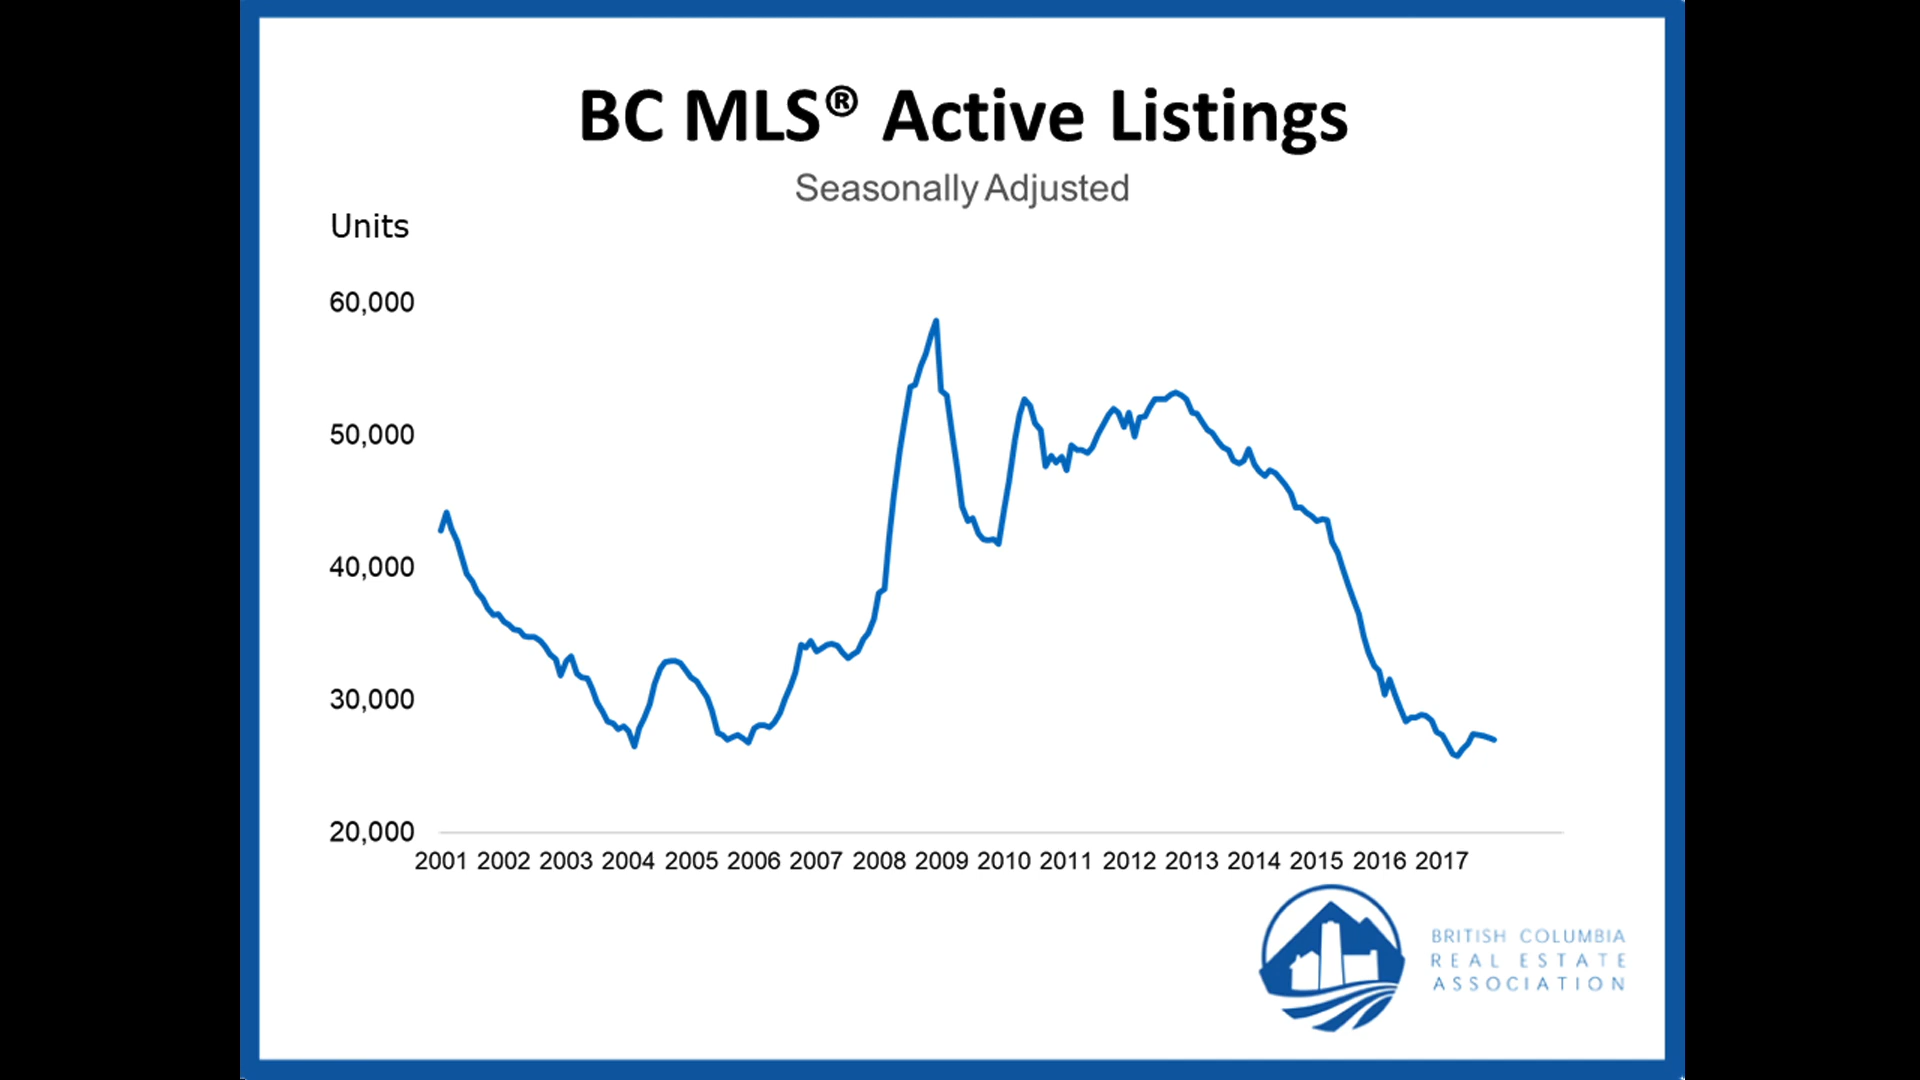 BC MLS® Active Listings
Seasonally Adjusted
Units
60,000
50,000
40,000
30,000
20,000
2001 2002 2003 2004 2005 2006 2007 2008 2009 2010 2011 2012 2013 2014 2015 2016 2017
BRITISH COLUMBIA
REAL ESTATE
ASSOCIATION